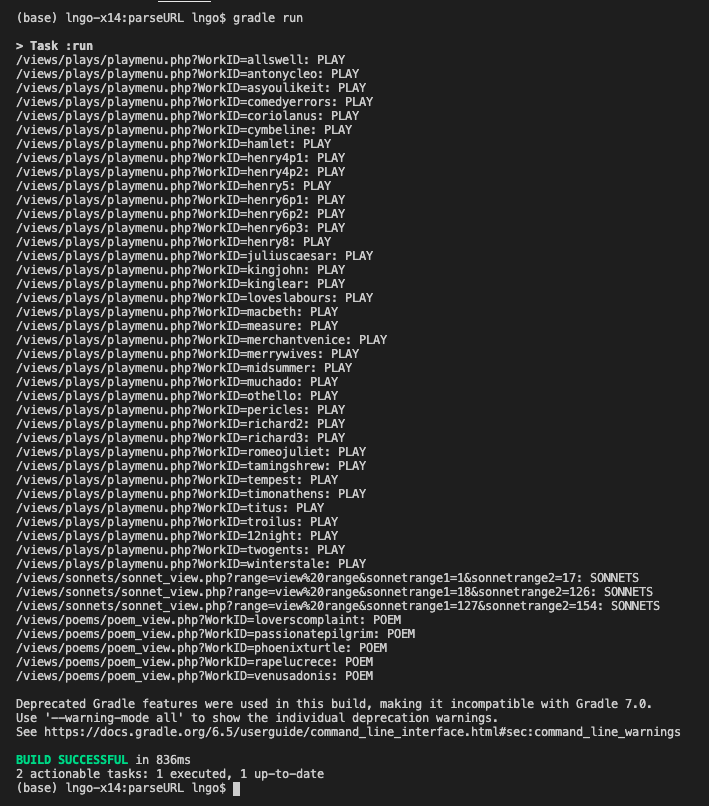 (base) lngo-x14:parseURL lngo$ gradle run
> Task :run
/views/plays/playmenu.php?WorkID=allswell: PLAY
/views/plays/playmenu.php?WorkID=antonycleo: PLAY
/views/plays/playmenu.php?WorkID=asyoulikeit: PLAY
/views/plays/playmenu.php?WorkID=comedyerrors: PLAY
/views/plays/playmenu.php?WorkID=coriolanus: PLAY
/views/plays/playmenu.php?WorkID=cymbeline: PLAY
/views/plays/playmenu.php?WorkID=hamlet: PLAY
/views/plays/playmenu.php?WorkID=henry4p1: PLAY
/views/plays/playmenu.php?WorkID=henry4p2: PLAY
/views/plays/playmenu.php?WorkID=henry5: PLAY
/views/plays/playmenu.php?WorkID=henry6p1: PLAY
/views/plays/playmenu.php?WorkID=henry6p2: PLAY
/views/plays/playmenu.php?WorkID=henry6p3: PLAY
/views/plays/playmenu.php?WorkID=henry8: PLAY
/views/plays/playmenu.php?WorkID=juliuscaesar: PLAY
/views/plays/playmenu.php?WorkID=kingjohn: PLAY
/views/plays/playmenu.php?WorkID=kinglear: PLAY
/views/plays/playmenu.php?WorkID=loveslabours: PLAY
/views/plays/playmenu.php?WorkID=macbeth: PLAY
/views/plays/playmenu.php?WorkID=measure: PLAY
/views/plays/playmenu.php?WorkID=merchantvenice: PLAY
/views/plays/playmenu.php?WorkID=merrywives: PLAY
/views/plays/playmenu.php?WorkID=midsummer: PLAY
/views/plays/playmenu.php?WorkID=muchado: PLAY
/views/plays/playmenu.php?WorkID=othello: PLAY
/views/plays/playmenu.php?WorkID=pericles: PLAY
/views/plays/playmenu.php?WorkID=richard2: PLAY
/views/plays/playmenu.php?WorkID=richard3: PLAY
/views/plays/playmenu.php?WorkID=romeojuliet: PLAY
/views/plays/playmenu.php?WorkID=tamingshrew: PLAY
/views/plays/playmenu.php?WorkID=tempest: PLAY
/views/plays/playmenu.php?WorkID=timonathens: PLAY
/views/plays/playmenu.php?WorkID=titus: PLAY
/views/plays/playmenu.php?WorkID=troilus: PLAY
/views/plays/playmenu.php?WorkID=12night: PLAY
/views/plays/playmenu.php?WorkID=twogents: PLAY
/views/plays/playmenu.php?WorkID=winterstale: PLAY
/views/sonnets/sonnet_view.php?range=view%20range&sonnetrange1=1&sonnetrange2=17: SONNETS
/views/sonnets/sonnet_view.php?range=view%20range&sonnetrange1=18&sonnetrange2=126: SONNETS
/views/sonnets/sonnet_view.php?range=view%20range&sonnetrange1=127&sonnetrange2=154: SONNETS
/views/poems/poem_view.php?WorkID=loverscomplaint: POEM
/views/poems/poem_view.php?WorkID=passionatepilgrim: POEM
/views/poems/poem_view.php?WorkID=phoenixturtle: POEM
/views/poems/poem_view.php?WorkID=rapelucrece: POEM
/views/poems/poem_view.php?WorkID=venusadonis: POEM
Deprecated Gradle features were used in this build, making it incompatible with Gradle 7.0.
Use '--warning-mode all' to show the individual deprecation warnings.
See https://docs.gradle.org/6.5/userguide/command_line_interface.html#sec:command_line_warnings
BUILD SUCCESSFUL in 836ms
2 actionable tasks: 1 executed, 1 up-to-date
(base) lngo-x14:parseURL lngo$